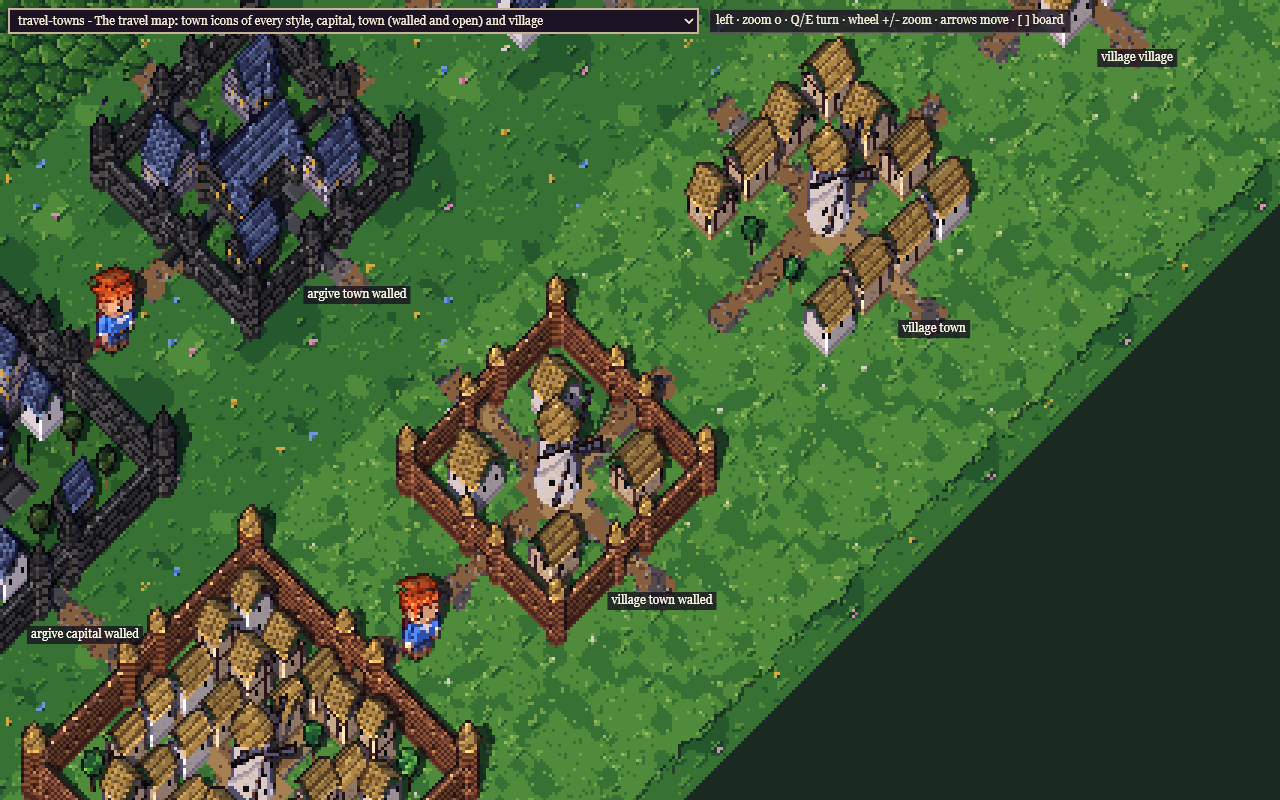 travel-towns - The travel map: town icons of every style, capital, town (walled and open) and village
left · zoom 0 · Q/E turn · wheel +/- zoom · arrows move · [ ] board
village village
argive town walled
village town
village town walled
argive capital walled